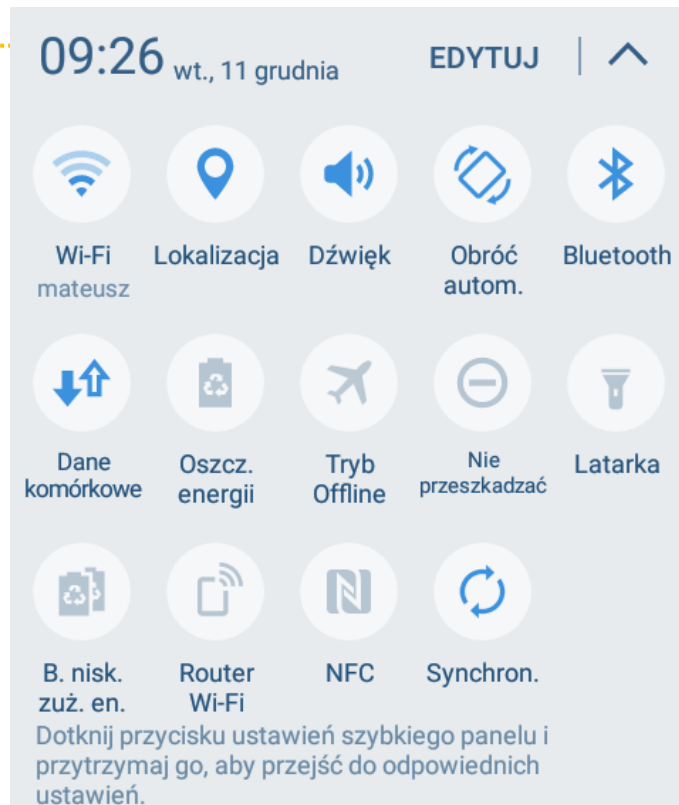 09:26 wt., 11 grudnia EDYTUJ
Wi-Fi Lokalizacja Dźwięk Obróć Bluetooth
mateusz autom.
Dane Oszcz. Tryb Nie Latarka
komórkowe energii Offline przeszkadzać
B. nisk. Router NFC Synchron.
zuż. en. Wi-Fi
Dotknij przycisku ustawień szybkiego panelu i
przytrzymaj go, aby przejść do odpowiednich
ustawień.